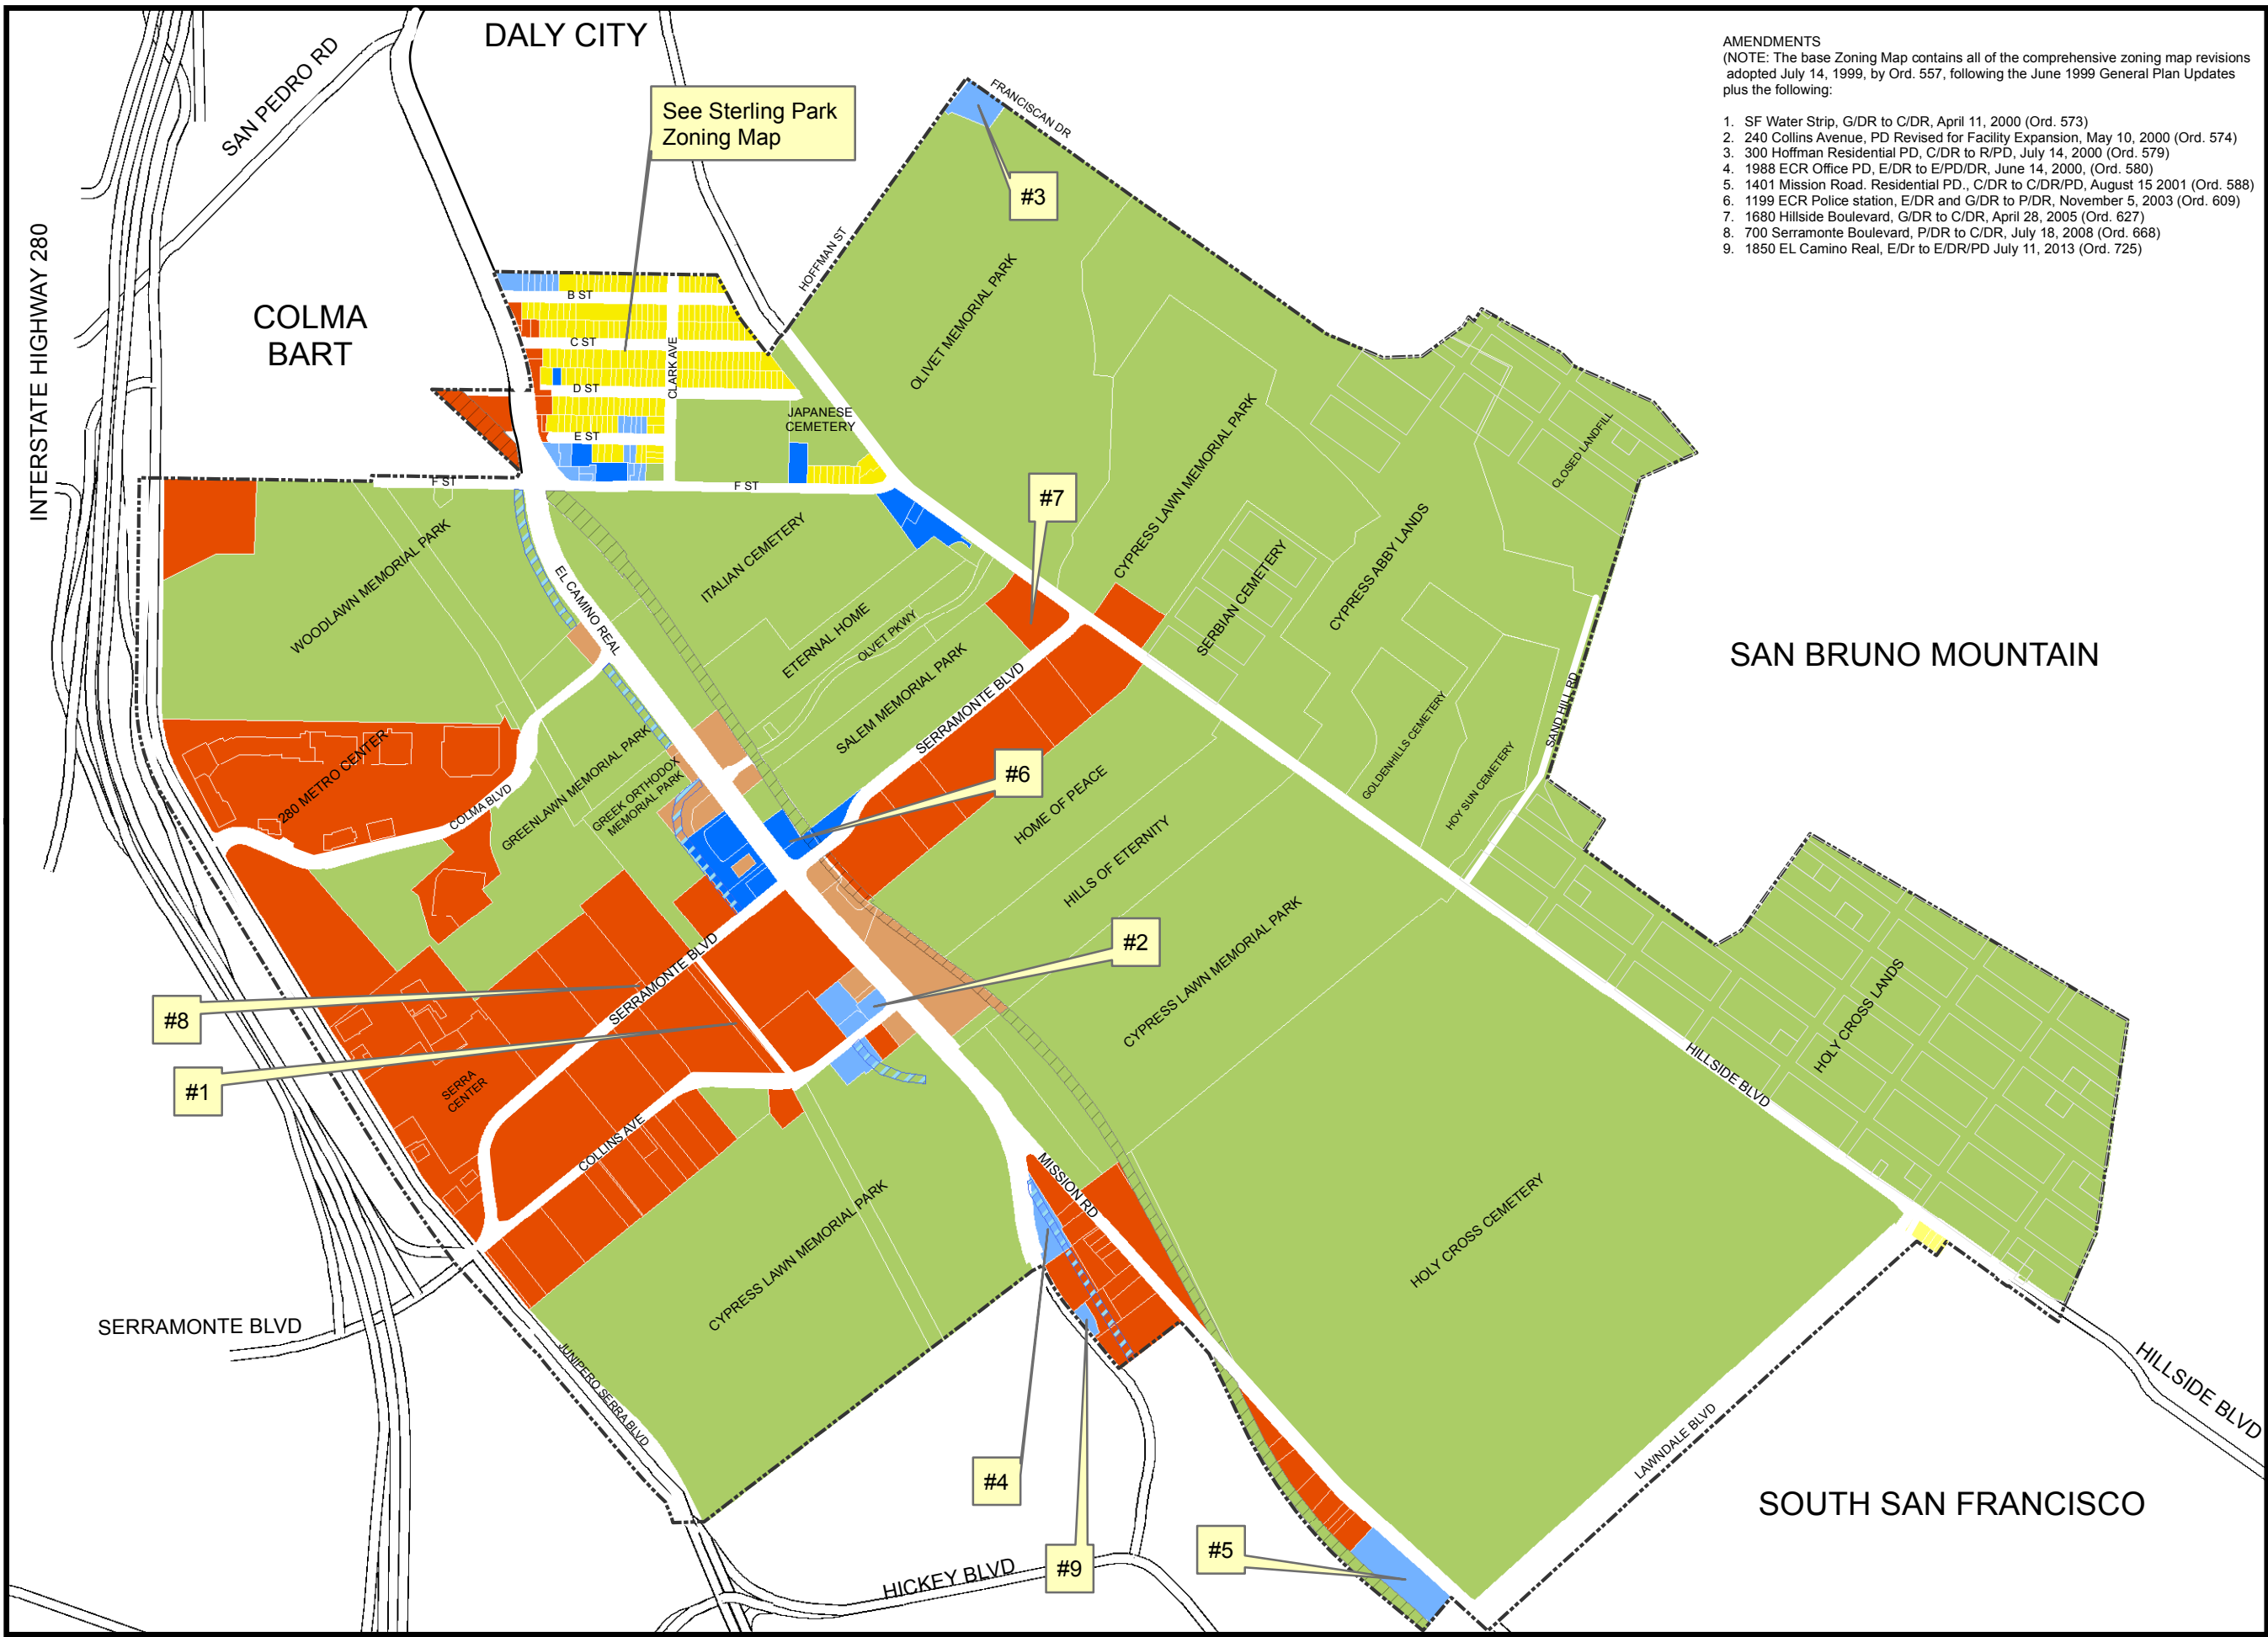 DALY CITY
AMENDMENTS
(NOTE: The base Zoning Map contains all of the comprehensive zoning map revisions
adopted July 14, 1999, by Ord. 557, following the June 1999 General Plan Updates
plus the following:
1. SF Water Strip, G/DR to C/DR, April 11, 2000 (Ord. 573)
2. 240 Collins Avenue, PD Revised for Facility Expansion, May 10, 2000 (Ord. 574)
3. 300 Hoffman Residential PD, C/DR to R/PD, July 14, 2000 (Ord. 579)
4. 1988 ECR Office PD, E/DR to E/PD/DR, June 14, 2000, (Ord. 580)
5. 1401 Mission Road. Residential PD., C/DR to C/DR/PD, August 15 2001 (Ord. 588)
6. 1199 ECR Police station, E/DR and G/DR to P/DR, November 5, 2003 (Ord. 609)
7. 1680 Hillside Boulevard, G/DR to C/DR, April 28, 2005 (Ord. 627)
8. 700 Serramonte Boulevard, P/DR to C/DR, July 18, 2008 (Ord. 668)
9. 1850 EL Camino Real, E/Dr to E/DR/PD July 11, 2013 (Ord. 725)
SAN PEDRO RD
See Sterling Park
Zoning Map
FRANCISCAN DR
#3
INTERSTATE HIGHWAY 280
HOFFMAN ST
COLMA
BART
B ST
C ST
CLARK AVE
D ST
E ST
F ST
F ST
JAPANESE
CEMETERY
OLIVET MEMORIAL PARK
CYPRESS LAWN MEMORIAL PARK
CLOSED LANDFILL
#7
WOODLAWN MEMORIAL PARK
ITALIAN CEMETERY
EL CAMINO REAL
ETERNAL HOME
OLVET PKWY
SALEM MEMORIAL PARK
SERRAMONTE BLVD
SERBIAN CEMETERY
CYPRESS ABBY LANDS
SAN BRUNO MOUNTAIN
SAND HILL RD
280 METRO CENTER
COLMA BLVD
GREENLAWN MEMORIAL PARK
GREEK ORTHODOX
MEMORIAL PARK
#6
HOME OF PEACE
GOLDENHILLS CEMETERY
HOY SUN CEMETERY
HILLS OF ETERNITY
#2
CYPRESS LAWN MEMORIAL PARK
#8
SERRAMONTE BLVD
#1
SERRA
CENTER
COLLINS AVE
HOLY CROSS LANDS
HILLSIDE BLVD
MISSION RD
CYPRESS LAWN MEMORIAL PARK
HOLY CROSS CEMETERY
SERRAMONTE BLVD
JUNIPERO SERRA BLVD
HILLSIDE BLVD
LAWNDALE BLVD
#4
SOUTH SAN FRANCISCO
#9
#5
HICKEY BLVD